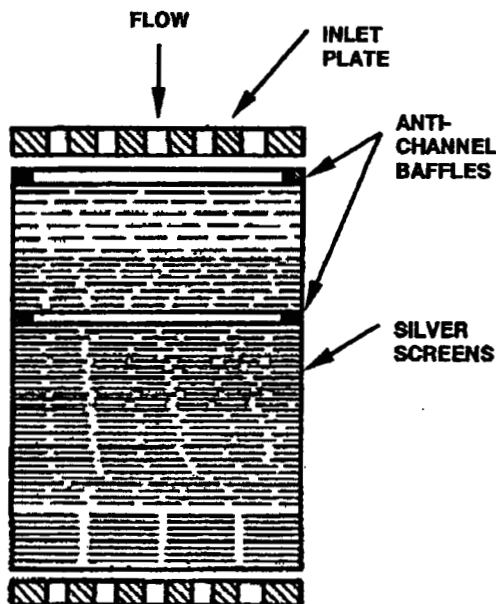 FLOW
INLET
PLATE
ANTI-
CHANNEL
BAFFLES
SILVER
SCREENS